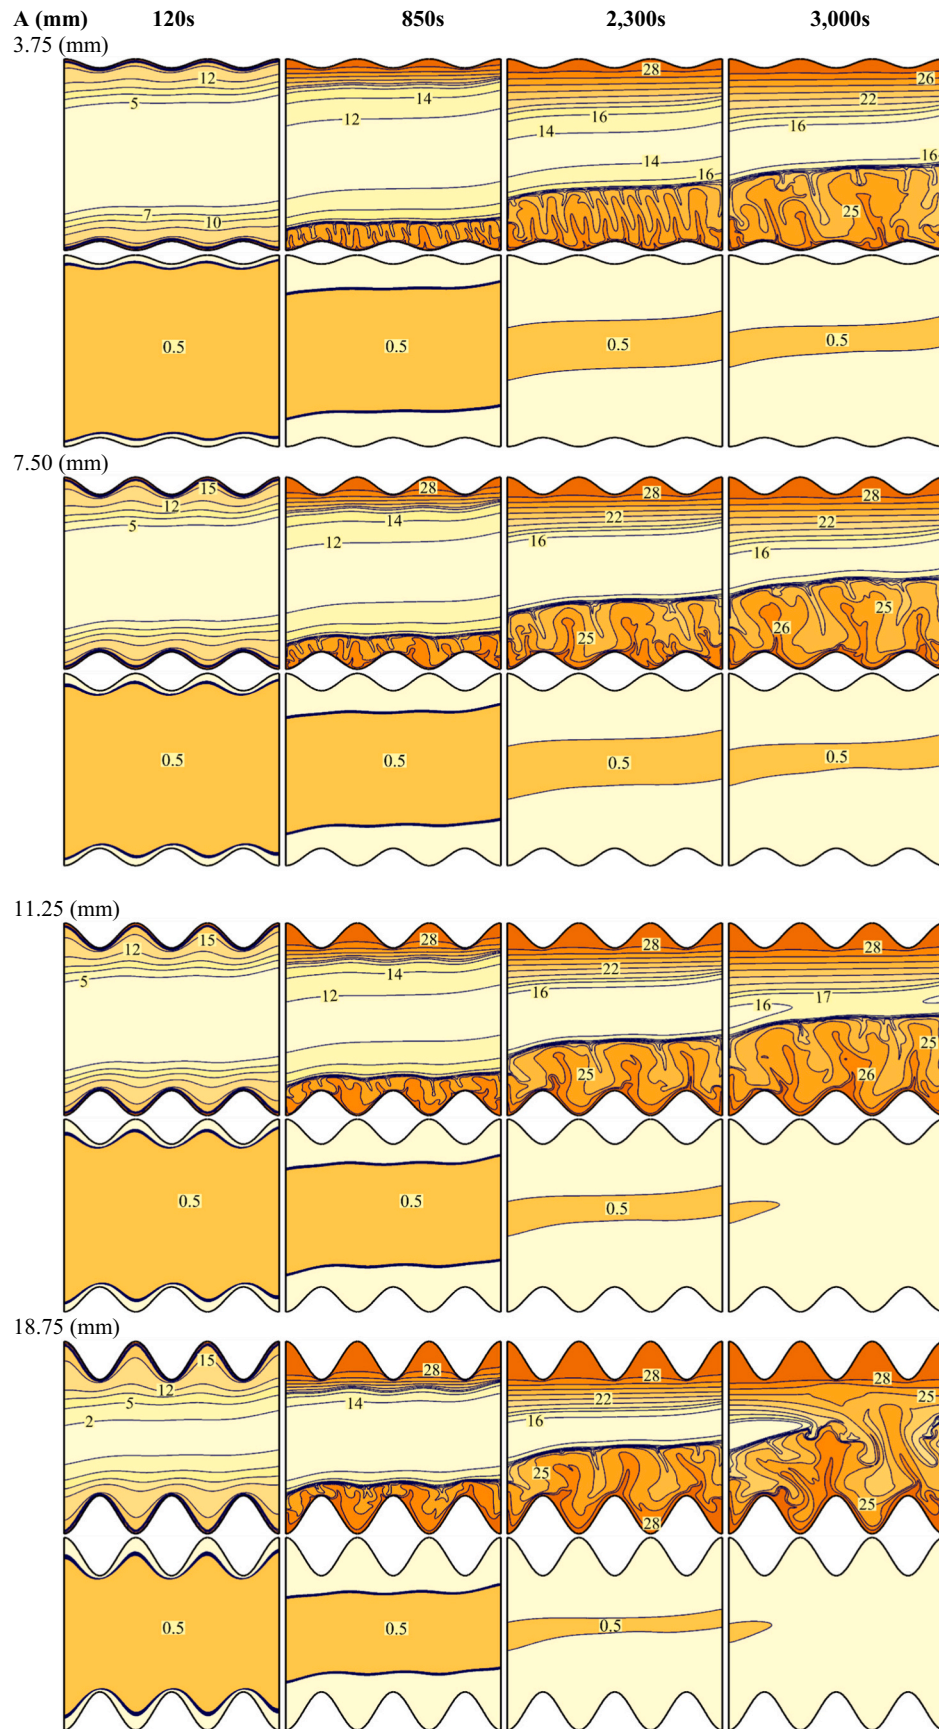 A (mm) 120s 850s 2,300s 3,000s
3.75 (mm)
12 28 26
5 14 22
12 16 16
14
7 14 16
10 16 25
0.5 0.5 0.5 0.5
7.50 (mm)
15 28 28 28
12 14 22 22
5 12 16 16
25 26 25
0.5 0.5 0.5 0.5
11.25 (mm)
12 15 28 28 28
5 14 22 17
12 16 16
25 26 25
0.5 0.5 0.5 0.5
18.75 (mm)
15 28 28 28
12 14 22 25
5 16
2 25 25
28
0.5 0.5 0.5